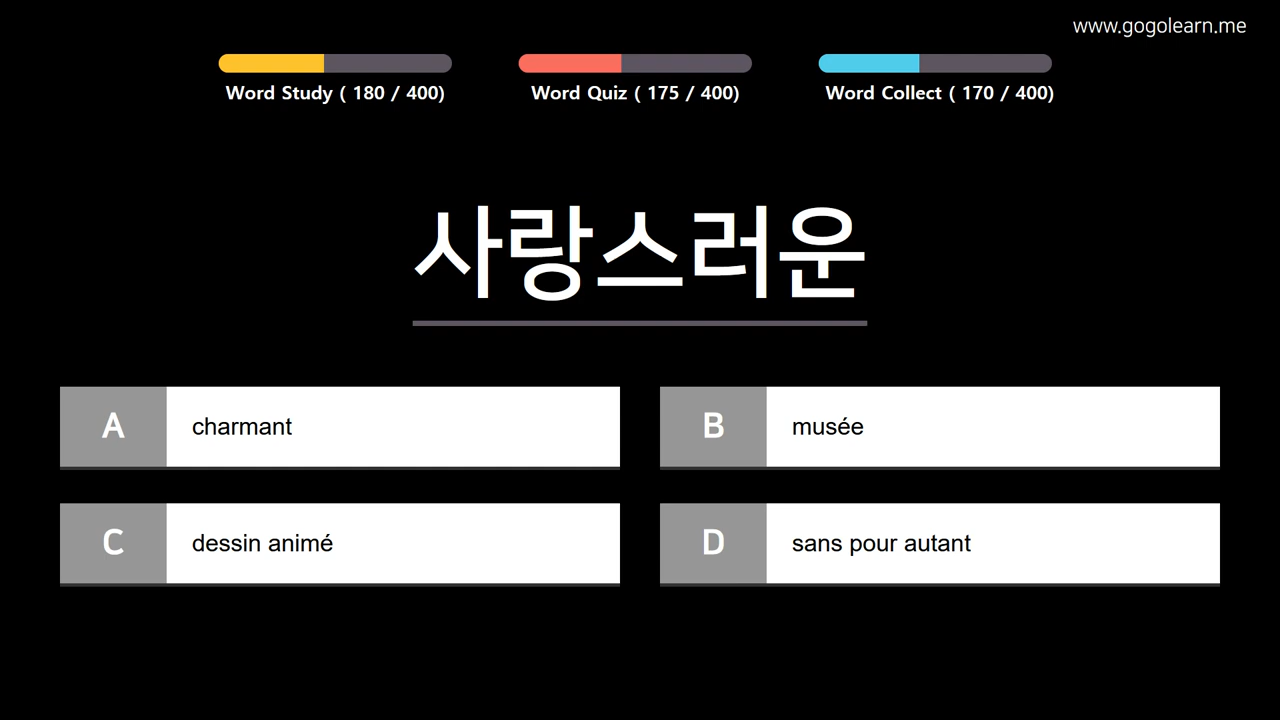 www.gogolearn.me
Word Study ( 180 / 400)
Word Quiz ( 175 / 400)
Word Collect ( 170 / 400)
사랑스러운
A
charmant
B
musée
C
dessin animé
D
sans pour autant